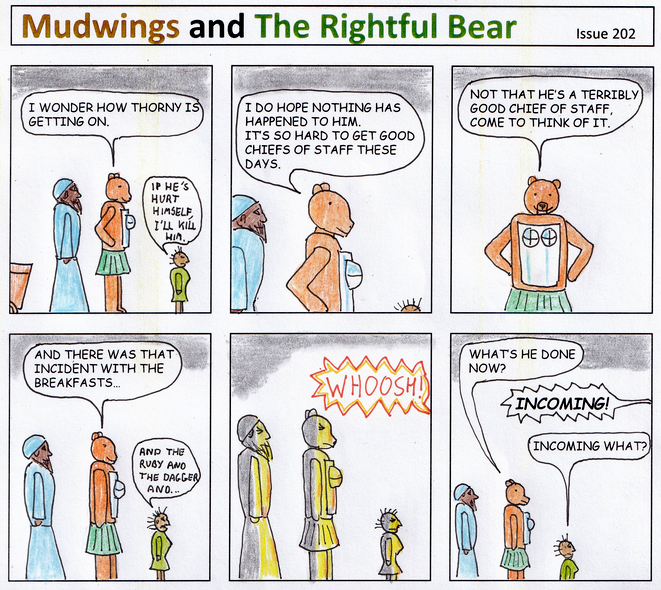 Mudwings and The Rightful Bear
Issue 202
I WONDER HOW THORNY IS
GETTING ON.
IF HE'S
HURT
HIMSELF,
I'LL KILL
HIM.
I DO HOPE NOTHING HAS
HAPPENED TO HIM.
IT'S SO HARD TO GET GOOD
CHIEFS OF STAFF THESE
DAYS.
NOT THAT HE'S A TERRIBLY
GOOD CHIEF OF STAFF,
COME TO THINK OF IT.
AND THERE WAS THAT
INCIDENT WITH THE
BREAKFASTS...
AND THE
RUBY AND
THE DAGGER
AND...
WHOOSH!
WHAT'S HE DONE
NOW?
INCOMING!
INCOMING WHAT?